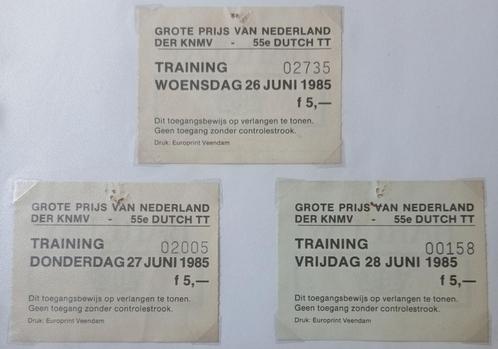 GROTE PRIJS VAN NEDERLAND
DER KNMV - 55e DUTCH TT
TRAINING 02735
WOENSDAG 26 JUNI 1985
f 5,—
Dit toegangsbewijs op verlangen te tonen.
Geen toegang zonder controlestrook.
Druk: Europrint Veendam
GROTE PRIJS VAN NEDERLAND
DER KNMV - 55e DUTCH TT
TRAINING 02005
DONDERDAG 27 JUNI 1985
f 5,—
Dit toegangsbewijs op verlangen te tonen.
Geen toegang zonder controlestrook.
Druk: Europrint Veendam
GROTE PRIJS VAN NEDERLAND
DER KNMV - 55e DUTCH TT
TRAINING 00158
VRIJDAG 28 JUNI 1985
f 5,—
Dit toegangsbewijs op verlangen te tonen.
Geen toegang zonder controlestrook.
Druk: Europrint Veendam